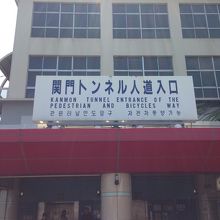 関門トンネル人道入口
KANMON TUNNEL ENTRANCE OF THE
PEDESTRIAN AND BICYCLES WAY